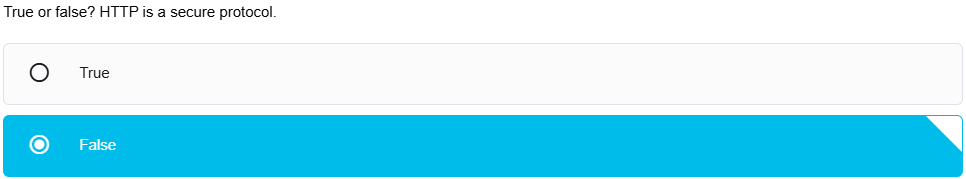 True or false? HTTP is a secure protocol.
True
False